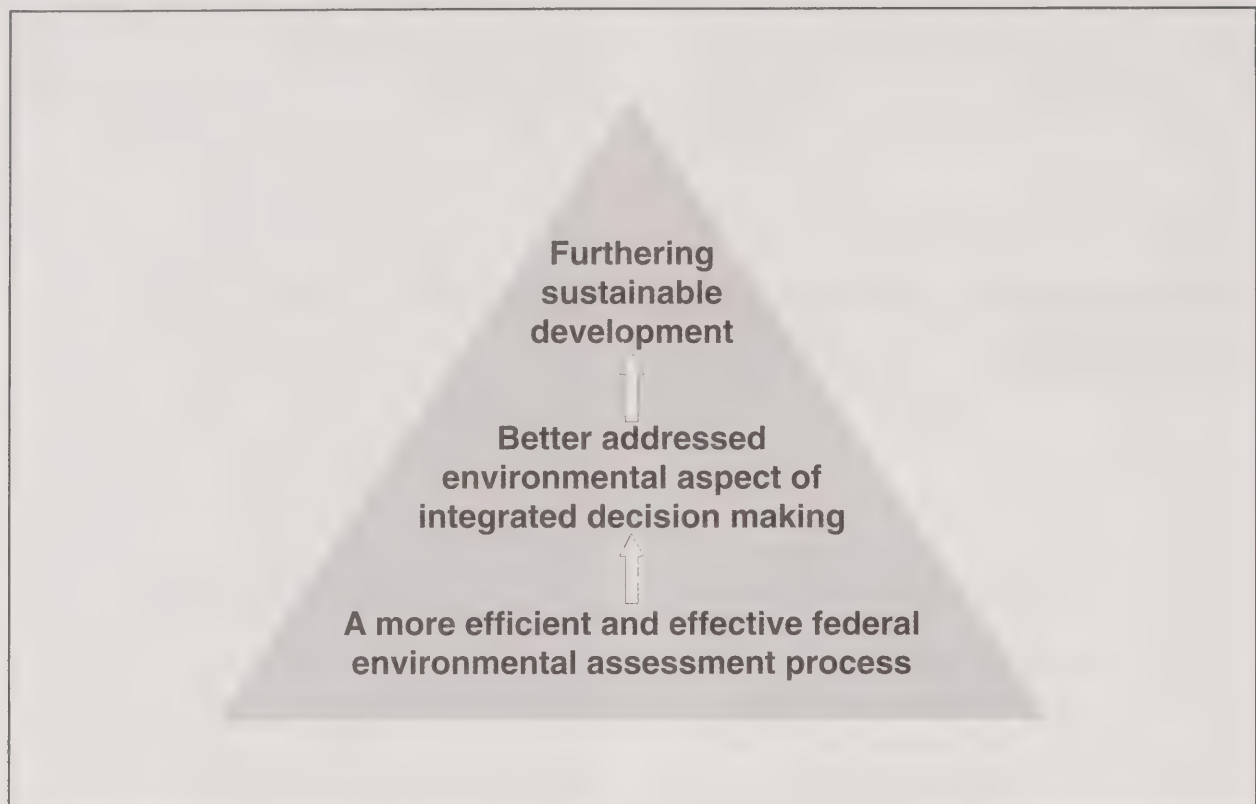 Furthering
sustainable
development
Better addressed
environmental aspect of
integrated decision making
A more efficient and effective federal
environmental assessment process